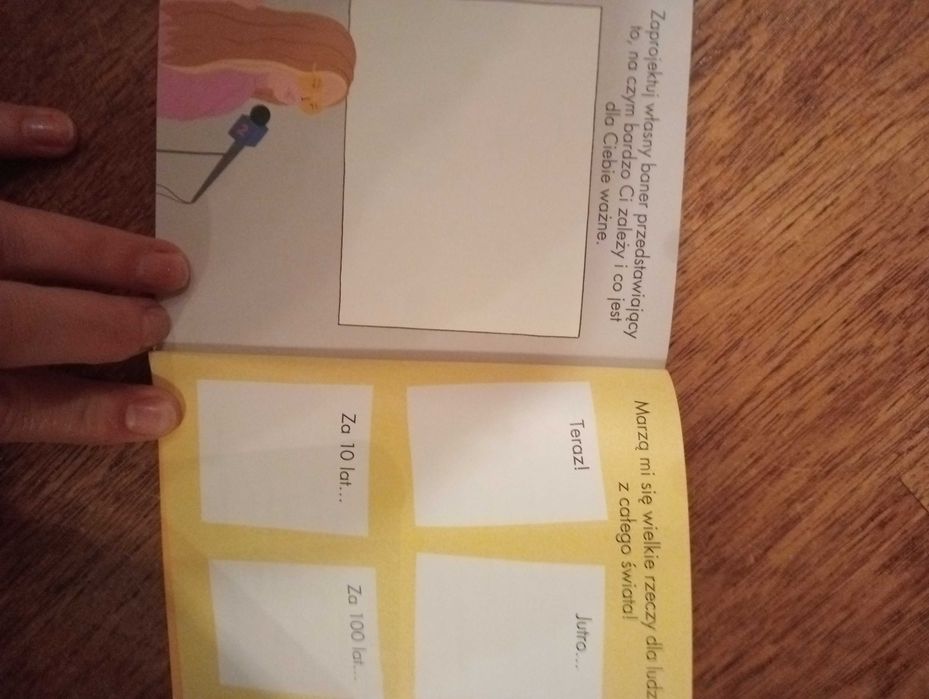 Zaprojektuj własny baner przedstawiający
to, na czym bardzo Ci zależy i co jest
dla Ciebie ważne.
2
Marzą mi się wielkie rzeczy dla ludz
z całego świata!
Teraz!
Jutro...
Za 10 lat...
Za 100 lat...